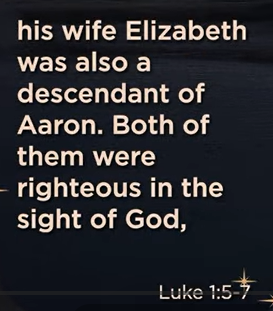 his wife Elizabeth
was also a
descendant of
Aaron. Both of
them were
righteous in the
sight of God,
Luke 1:5-7